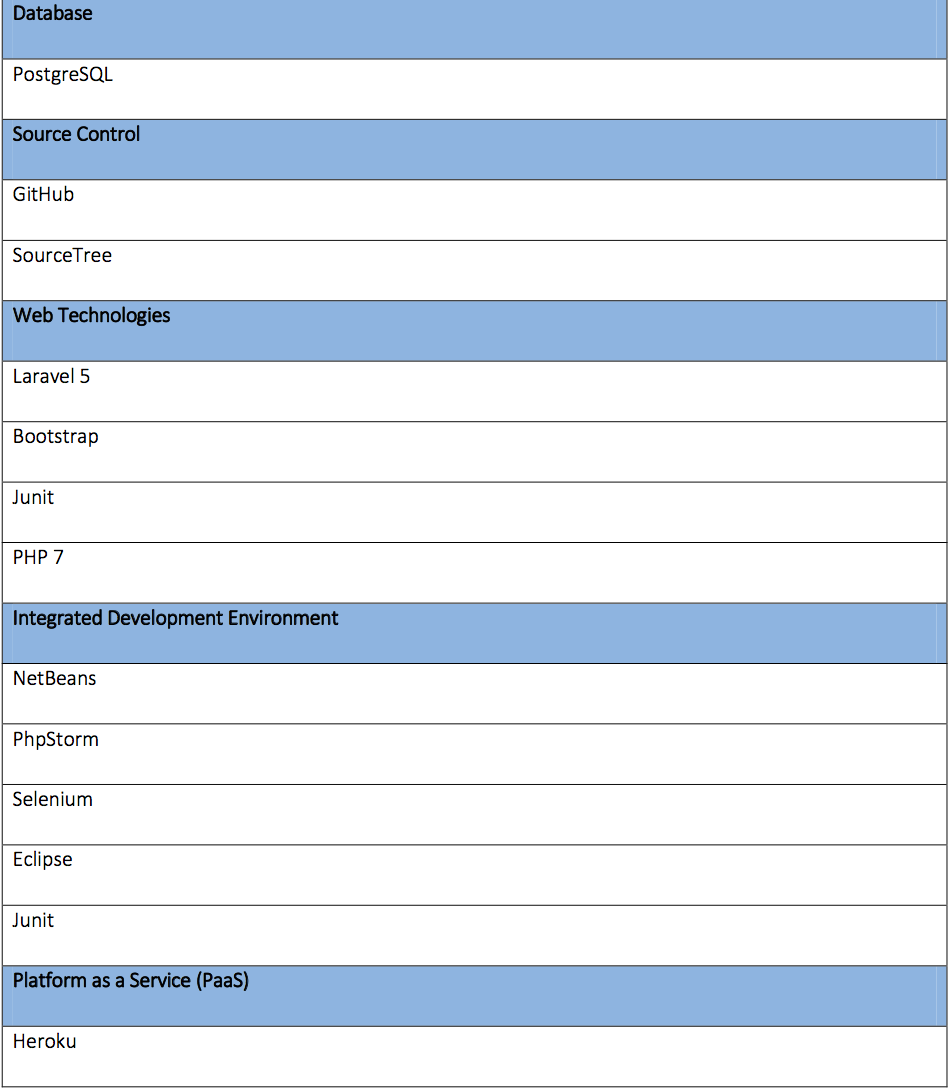 Database
PostgreSQL
Source Control
GitHub
SourceTree
Web Technologies
Laravel 5
Bootstrap
Junit
PHP 7
Integrated Development Environment
NetBeans
PhpStorm
Selenium
Eclipse
Junit
Platform as a Service (PaaS)
Heroku